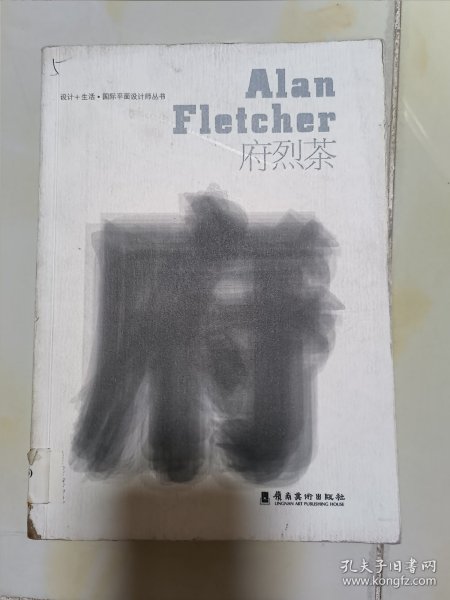 5
设计+生活·国际平面设计师丛书
Alan
Fletcher
府烈茶
府
嶺南美術出版社
LINGNAN ART PUBLISHING HOUSE
孔夫子旧书网
www.kongfz.com